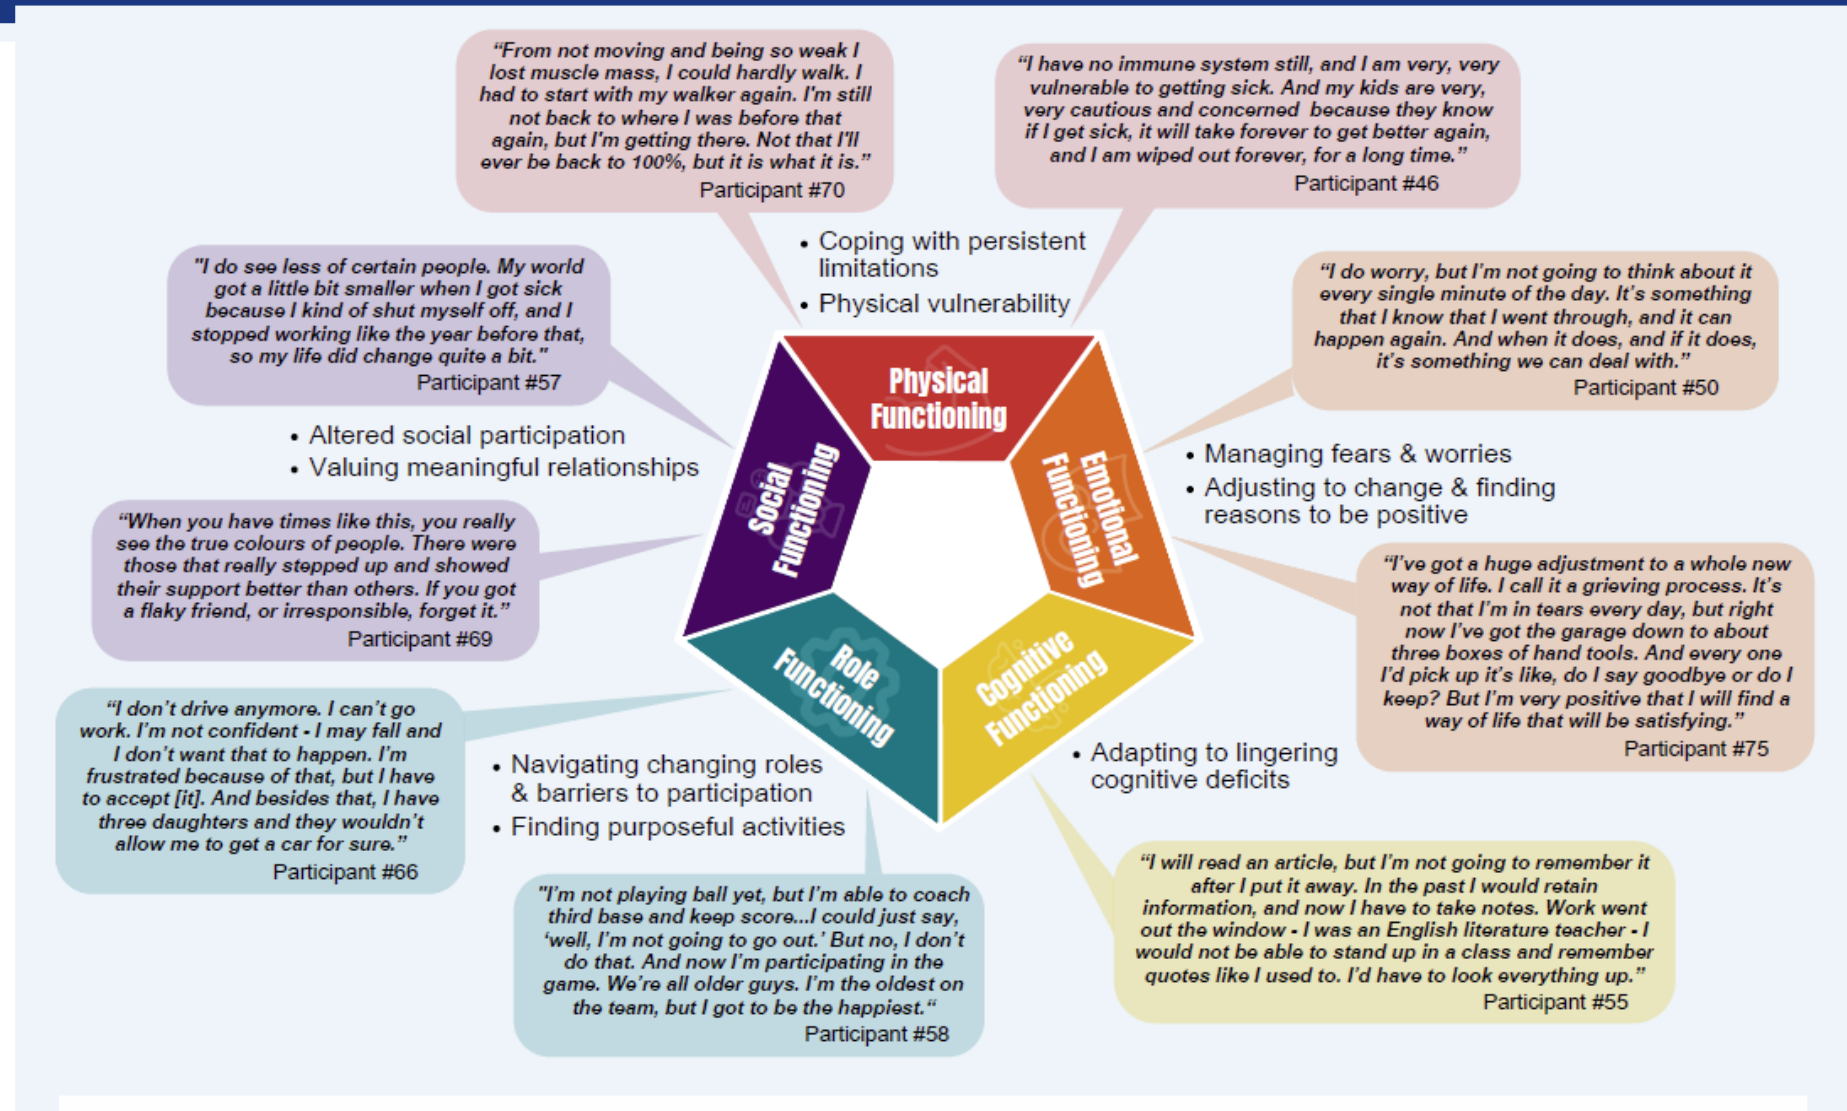 “From not moving and being so weak I
lost muscle mass, I could hardly walk. I
had to start with my walker again. I'm still
not back to where I was before that
again, but I'm getting there. Not that I'll
ever be back to 100%, but it is what it is.”
Participant #70
“I have no immune system still, and I am very, very
vulnerable to getting sick. And my kids are very,
very cautious and concerned because they know
if I get sick, it will take forever to get better again,
and I am wiped out forever, for a long time.”
Participant #46
• Coping with persistent
limitations
• Physical vulnerability
"I do see less of certain people. My world
got a little bit smaller when I got sick
because I kind of shut myself off, and I
stopped working like the year before that,
so my life did change quite a bit."
Participant #57
“I do worry, but I’m not going to think about it
every single minute of the day. It’s something
that I know that I went through, and it can
happen again. And when it does, and if it does,
it’s something we can deal with.”
Participant #50
Physical
Functioning
• Altered social participation
• Valuing meaningful relationships
Social
Functioning
Emotional
Functioning
• Managing fears & worries
• Adjusting to change & finding
reasons to be positive
“When you have times like this, you really
see the true colours of people. There were
those that really stepped up and showed
their support better than others. If you got
a flaky friend, or irresponsible, forget it.”
Participant #69
“I’ve got a huge adjustment to a whole new
way of life. I call it a grieving process. It’s
not that I’m in tears every day, but right
now I’ve got the garage down to about
three boxes of hand tools. And every one
I’d pick up it’s like, do I say goodbye or do I
keep? But I’m very positive that I will find a
way of life that will be satisfying.”
Participant #75
Role
Functioning
Cognitive
Functioning
“I don’t drive anymore. I can’t go
work. I’m not confident - I may fall and
I don’t want that to happen. I’m
frustrated because of that, but I have
to accept [it]. And besides that, I have
three daughters and they wouldn’t
allow me to get a car for sure.”
Participant #66
• Navigating changing roles
& barriers to participation
• Finding purposeful activities
• Adapting to lingering
cognitive deficits
"I’m not playing ball yet, but I’m able to coach
third base and keep score...I could just say,
‘well, I’m not going to go out.’ But no, I don’t
do that. And now I’m participating in the
game. We’re all older guys. I’m the oldest on
the team, but I got to be the happiest.“
Participant #58
“I will read an article, but I’m not going to remember it
after I put it away. In the past I would retain
information, and now I have to take notes. Work went
out the window - I was an English literature teacher - I
would not be able to stand up in a class and remember
quotes like I used to. I’d have to look everything up.”
Participant #55